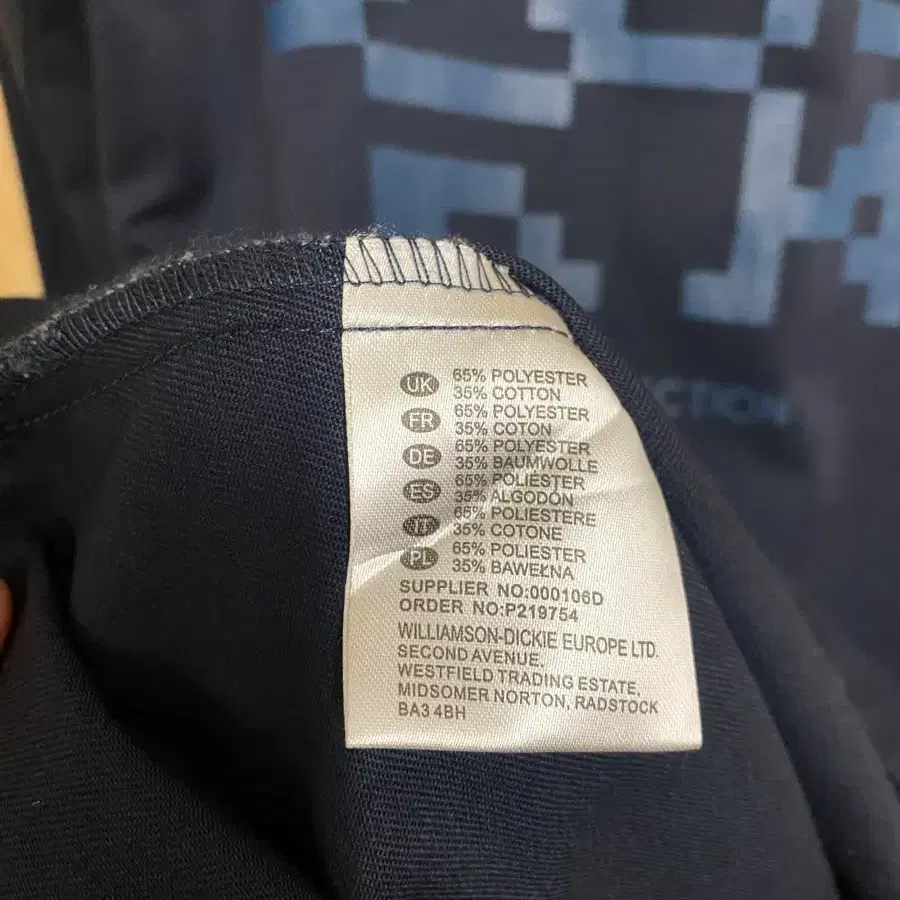 UK 65% POLYESTER
35% COTTON
FR 65% POLYESTER
35% COTON
DE 65% POLYESTER
35% BAUMWOLLE
ES 65% POLIESTER
35% ALGODÓN
IT 65% POLIESTERE
35% COTONE
PL 65% POLIESTER
35% BAWEŁNA
SUPPLIER NO:000106D
ORDER NO:P219754
WILLIAMSON-DICKIE EUROPE LTD.
SECOND AVENUE.
WESTFIELD TRADING ESTATE,
MIDSOMER NORTON, RADSTOCK
BA3 4BH